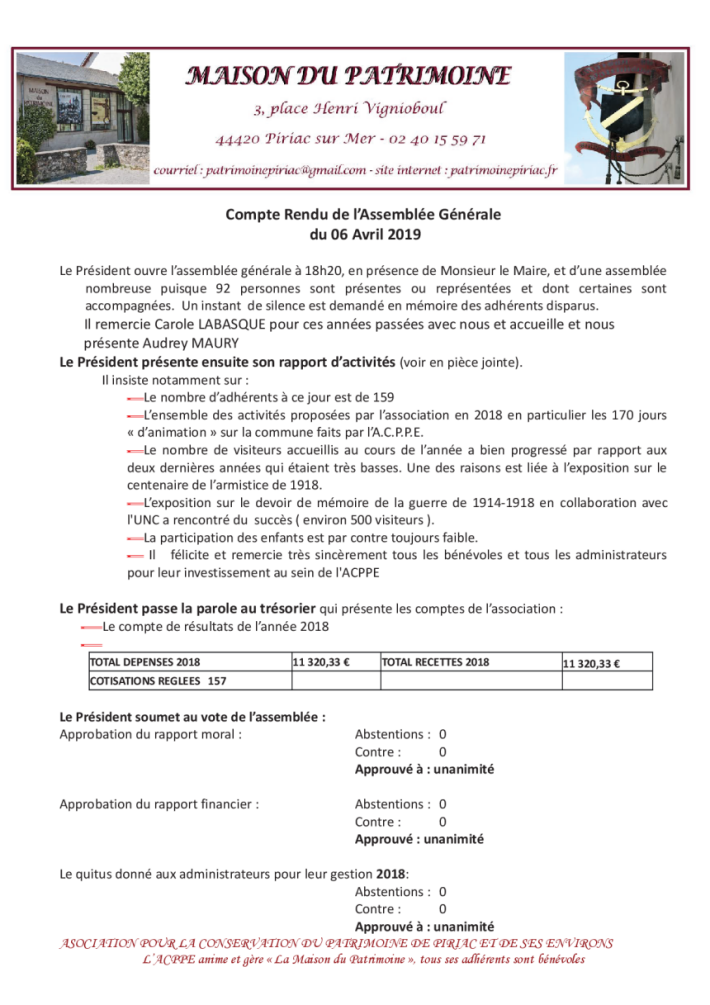 MAISON DU PATRIMOINE
MAISON DU PATRIMOINE
3, place Henri Vignioboul
44420 Piriac sur Mer - 02 40 15 59 71
courriel : patrimoinepiriac@gmail.com - site internet : patrimoinepiriac.fr
Compte Rendu de l’Assemblée Générale
du 06 Avril 2019
Le Président ouvre l’assemblée générale à 18h20, en présence de Monsieur le Maire, et d’une assemblée
nombreuse puisque 92 personnes sont présentes ou représentées et dont certaines sont
accompagnées. Un instant de silence est demandé en mémoire des adhérents disparus.
Il remercie Carole LABASQUE pour ces années passées avec nous et accueille et nous
présente Audrey MAURY
Le Président présente ensuite son rapport d’activités (voir en pièce jointe).
Il insiste notamment sur :
Le nombre d’adhérents à ce jour est de 159
L’ensemble des activités proposées par l’association en 2018 en particulier les 170 jours
« d’animation » sur la commune faits par l’A.C.P.P.E.
Le nombre de visiteurs accueillis au cours de l’année a bien progressé par rapport aux
deux dernières années qui étaient très basses. Une des raisons est liée à l’exposition sur le
centenaire de l’armistice de 1918.
L’exposition sur le devoir de mémoire de la guerre de 1914-1918 en collaboration avec
l'UNC a rencontré du succès ( environ 500 visiteurs ).
La participation des enfants est par contre toujours faible.
Il félicite et remercie très sincèrement tous les bénévoles et tous les administrateurs
pour leur investissement au sein de l'ACPPE
Le Président passe la parole au trésorier qui présente les comptes de l’association :
Le compte de résultats de l’année 2018
TOTAL DEPENSES 2018 11 320,33 € TOTAL RECETTES 2018 11 320,33 €
COTISATIONS REGLEES 157
Le Président soumet au vote de l’assemblée :
Approbation du rapport moral : Abstentions : 0
Contre : 0
Approuvé à : unanimité
Approbation du rapport financier : Abstentions : 0
Contre : 0
Approuvé : unanimité
Le quitus donné aux administrateurs pour leur gestion 2018:
Abstentions : 0
Contre : 0
Approuvé à : unanimité
ASOCIATION POUR LA CONSERVATION DU PATRIMOINE DE PIRIAC ET DE SES ENVIRONS
L’ACPPE anime et gère « La Maison du Patrimoine », tous ses adhérents sont bénévoles